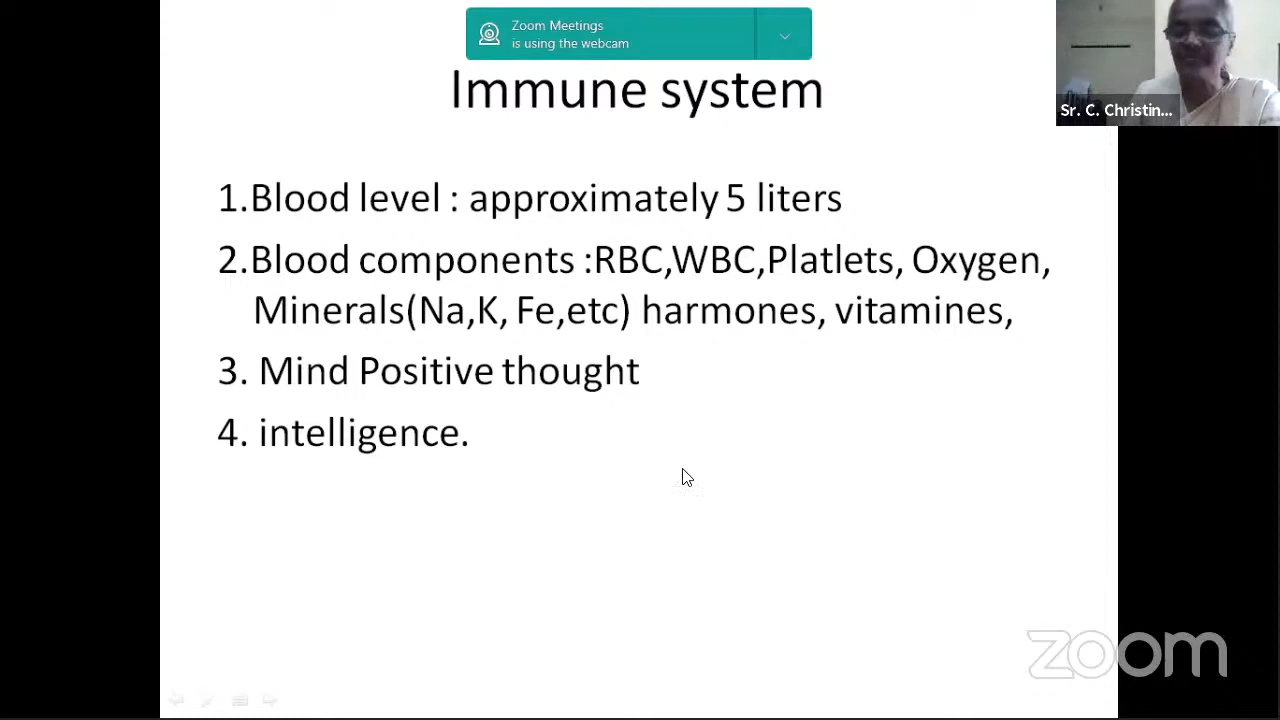 Zoom Meetings
is using the webcam
Immune system
Sr. C. Christin...
1.Blood level : approximately 5 liters
2.Blood components :RBC,WBC,Platlets, Oxygen,
Minerals(Na,K, Fe,etc) harmones, vitamines,
3. Mind Positive thought
4. intelligence.
zoom